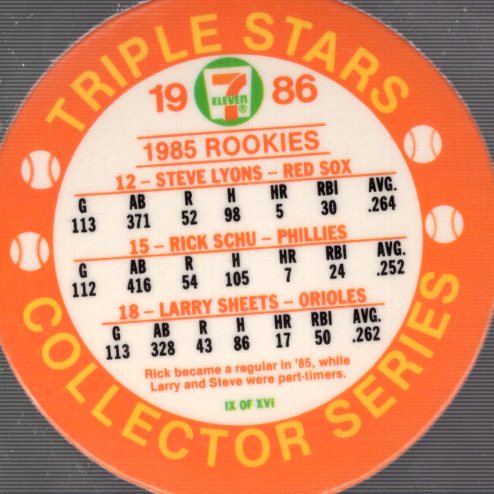 TRIPLE STARS
19 7 ELEVEN ® 86
1985 ROOKIES
12 – STEVE LYONS – RED SOX
G AB R H HR RBI AVG.
113 371 52 98 5 30 .264
15 – RICK SCHU – PHILLIES
G AB R H HR RBI AVG.
112 416 54 105 7 24 .252
18 – LARRY SHEETS – ORIOLES
G AB R H HR RBI AVG.
113 328 43 86 17 50 .262
Rick became a regular in '85, while
Larry and Steve were part-timers.
IX OF XVI
COLLECTOR SERIES